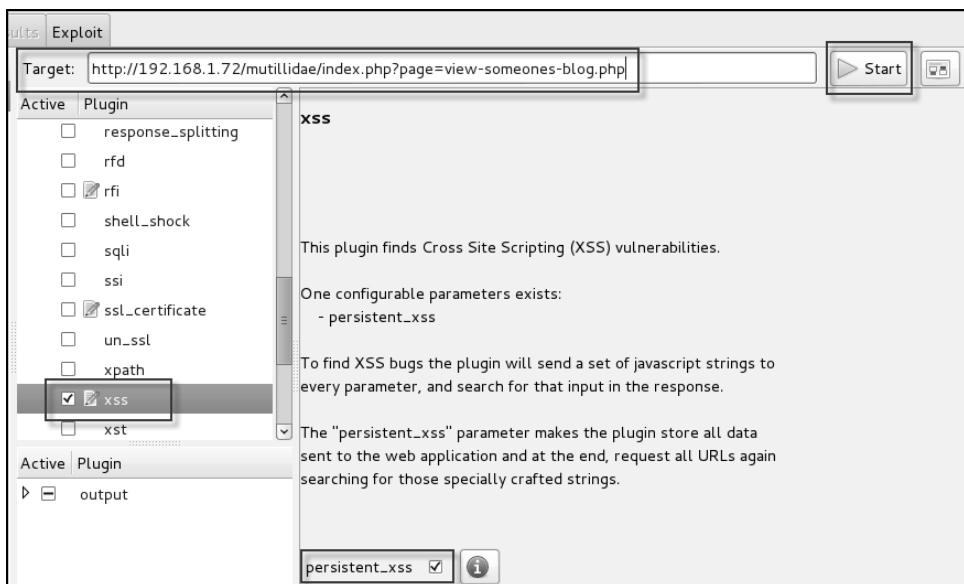 ults Exploit
Target: http://192.168.1.72/mutillidae/index.php?page=view-someones-blog.php Start
Active Plugin
response_splitting
rfd
rfi
shell_shock
sqli
ssi
ssl_certificate
un_ssl
xpath
xss
xst
Active Plugin
output
xss
This plugin finds Cross Site Scripting (XSS) vulnerabilities.
One configurable parameters exists:
- persistent_xss
To find XSS bugs the plugin will send a set of javascript strings to
every parameter, and search for that input in the response.
The "persistent_xss" parameter makes the plugin store all data
sent to the web application and at the end, request all URLs again
searching for those specially crafted strings.
persistent_xss